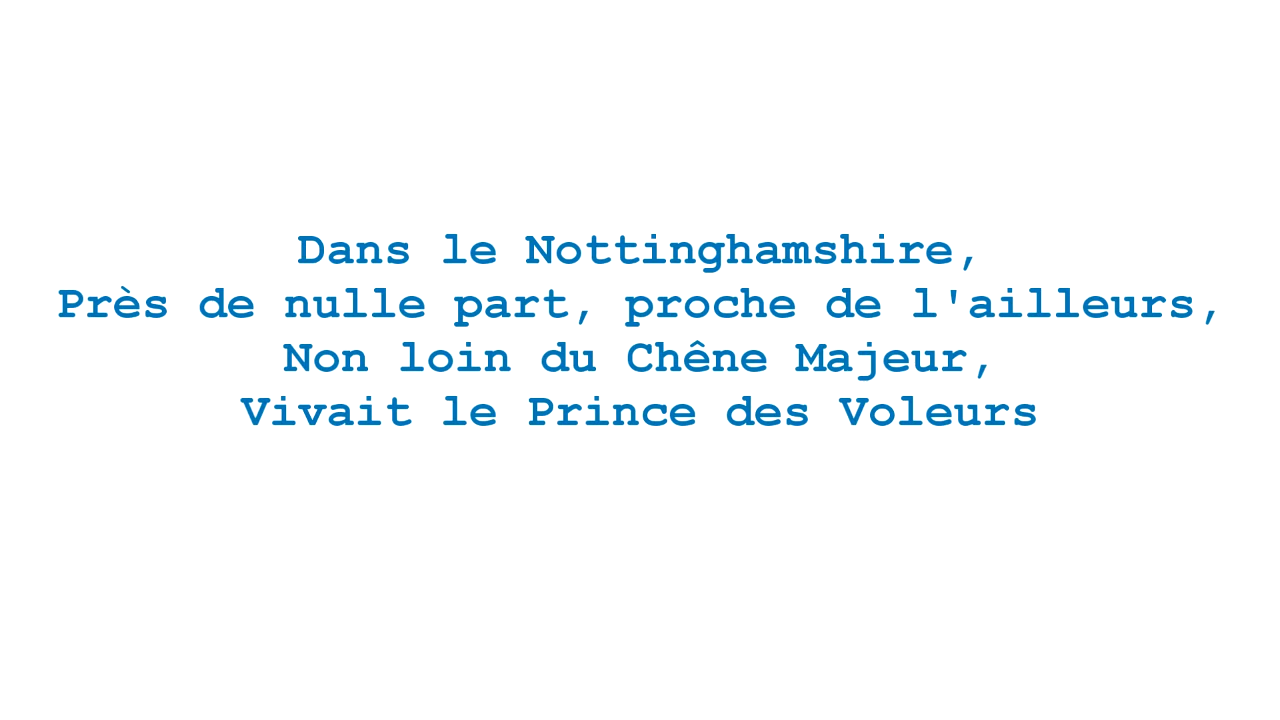 Dans le Nottinghamshire,
Près de nulle part, proche de l'ailleurs,
Non loin du Chêne Majeur,
Vivait le Prince des Voleurs